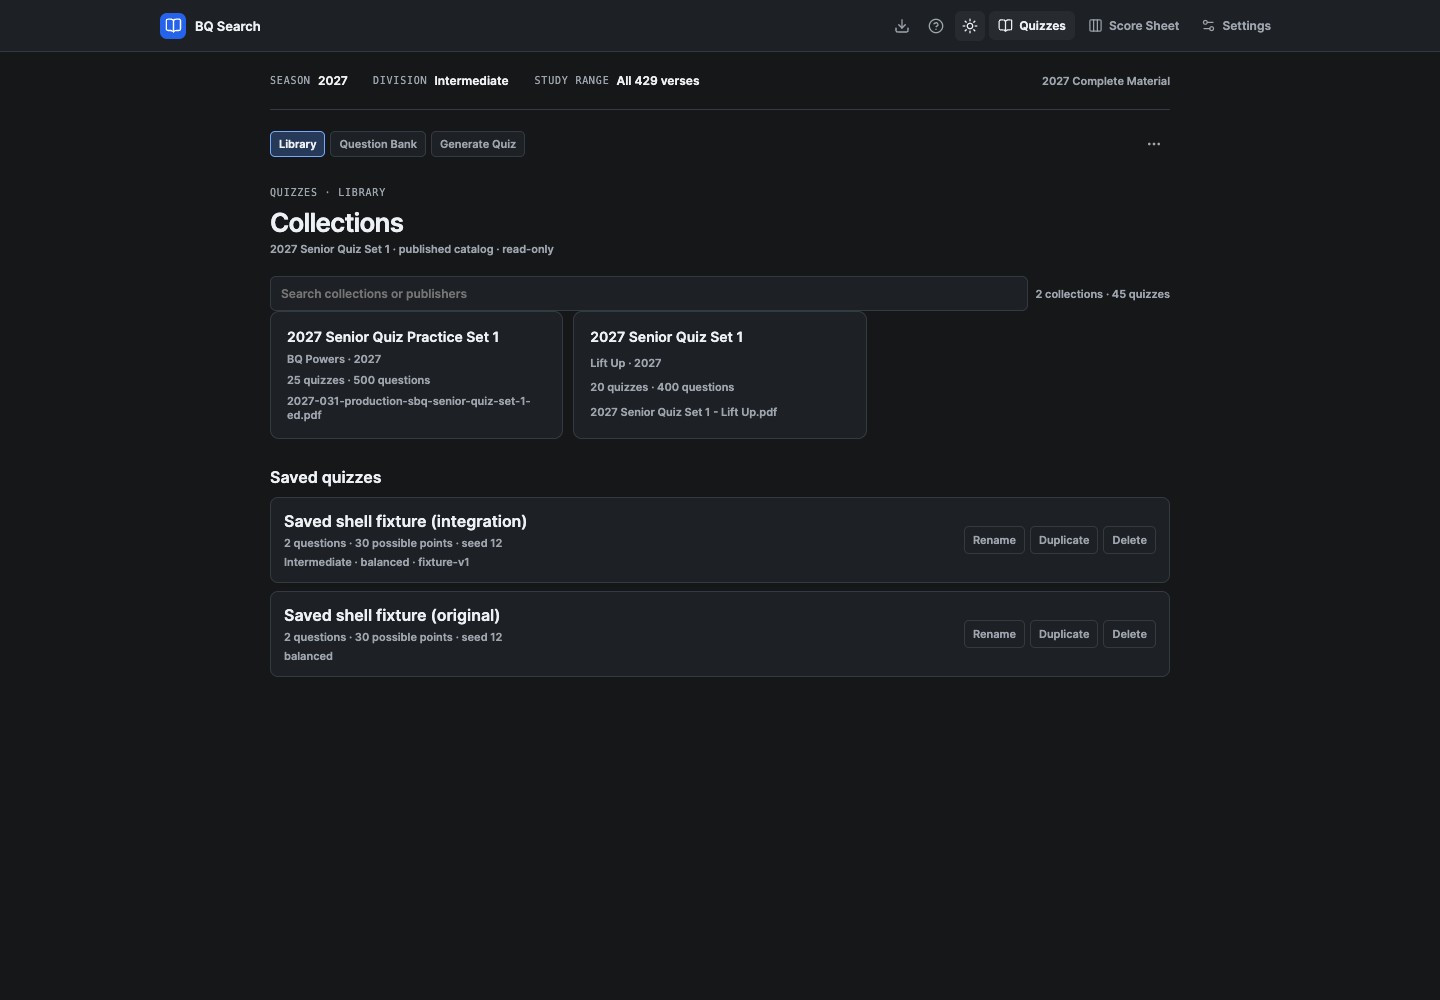 BQ Search
Quizzes
Score Sheet
Settings
SEASON 2027 DIVISION Intermediate STUDY RANGE All 429 verses
2027 Complete Material
Library
Question Bank
Generate Quiz
QUIZZES · LIBRARY
Collections
2027 Senior Quiz Set 1 · published catalog · read-only
Search collections or publishers
2 collections · 45 quizzes
2027 Senior Quiz Practice Set 1
BQ Powers · 2027
25 quizzes · 500 questions
2027-031-production-sbq-senior-quiz-set-1-
ed.pdf
2027 Senior Quiz Set 1
Lift Up · 2027
20 quizzes · 400 questions
2027 Senior Quiz Set 1 - Lift Up.pdf
Saved quizzes
Saved shell fixture (integration)
2 questions · 30 possible points · seed 12
Intermediate · balanced · fixture-v1
Rename
Duplicate
Delete
Saved shell fixture (original)
2 questions · 30 possible points · seed 12
balanced
Rename
Duplicate
Delete